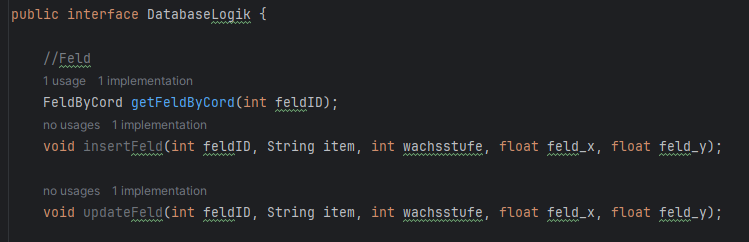 public interface DatabaseLogik {
//Feld
1 usage 1 implementation
FeldByCord getFeldByCord(int feldID);
no usages 1 implementation
void insertFeld(int feldID, String item, int wachsstufe, float feld_x, float feld_y);
no usages 1 implementation
void updateFeld(int feldID, String item, int wachsstufe, float feld_x, float feld_y);